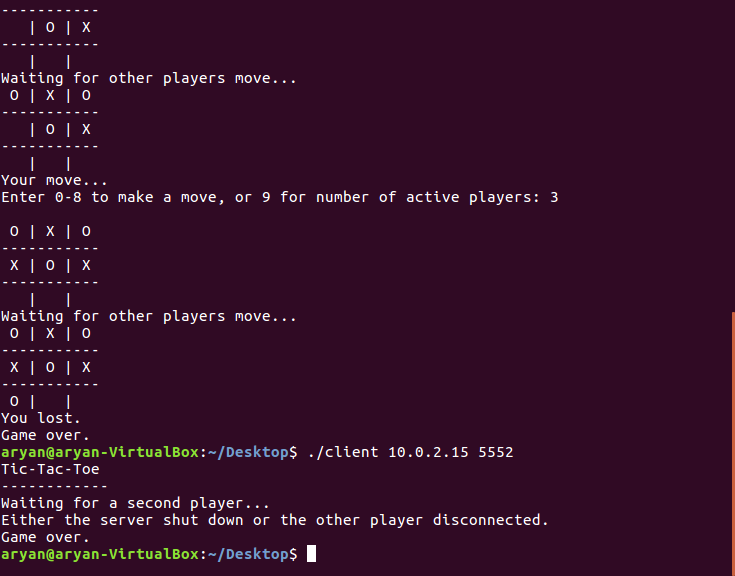 -----------
   | O | X
-----------
   |   |
Waiting for other players move...
 O | X | O
-----------
   | O | X
-----------
   |   |
Your move...
Enter 0-8 to make a move, or 9 for number of active players: 3

 O | X | O
-----------
 X | O | X
-----------
   |   |
Waiting for other players move...
 O | X | O
-----------
 X | O | X
-----------
 O |   |
You lost.
Game over.
aryan@aryan-VirtualBox:~/Desktop$ ./client 10.0.2.15 5552
Tic-Tac-Toe
------------
Waiting for a second player...
Either the server shut down or the other player disconnected.
Game over.
aryan@aryan-VirtualBox:~/Desktop$